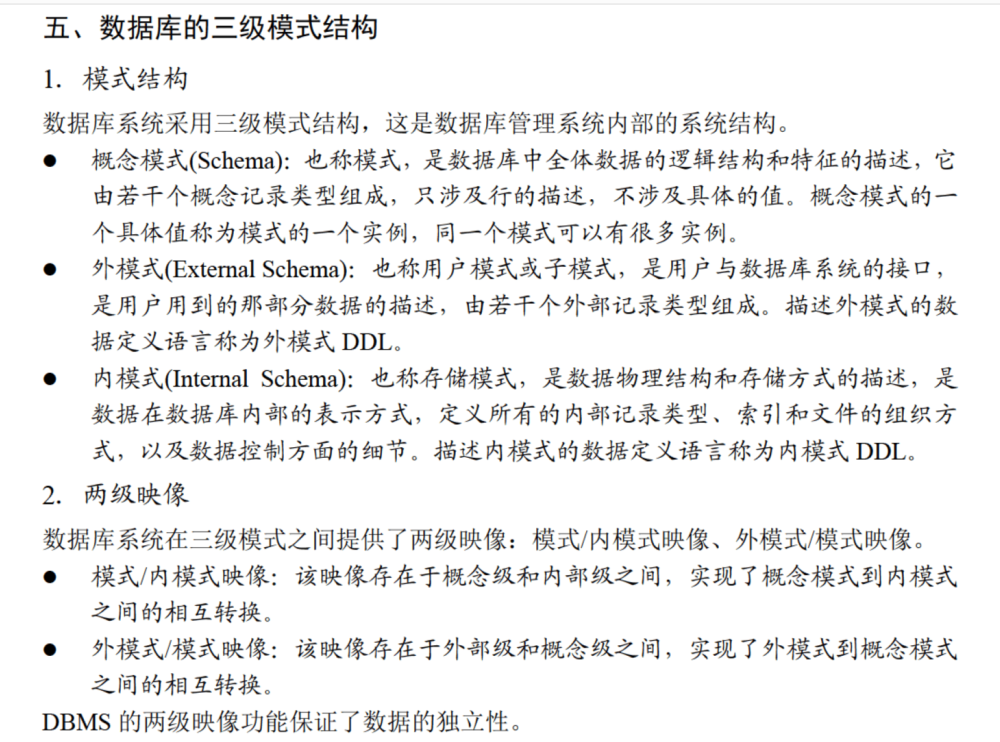 五、数据库的三级模式结构
1. 模式结构
数据库系统采用三级模式结构，这是数据库管理系统内部的系统结构。
● 概念模式(Schema)：也称模式，是数据库中全体数据的逻辑结构和特征的描述，它
由若干个概念记录类型组成，只涉及行的描述，不涉及具体的值。概念模式的一
个具体值称为模式的一个实例，同一个模式可以有很多实例。
● 外模式(External Schema)：也称用户模式或子模式，是用户与数据库系统的接口，
是用户用到的那部分数据的描述，由若干个外部记录类型组成。描述外模式的数
据定义语言称为外模式 DDL。
● 内模式(Internal Schema)：也称存储模式，是数据物理结构和存储方式的描述，是
数据在数据库内部的表示方式，定义所有的内部记录类型、索引和文件的组织方
式，以及数据控制方面的细节。描述内模式的数据定义语言称为内模式 DDL。
2. 两级映像
数据库系统在三级模式之间提供了两级映像：模式/内模式映像、外模式/模式映像。
● 模式/内模式映像：该映像存在于概念级和内部级之间，实现了概念模式到内模式
之间的相互转换。
● 外模式/模式映像：该映像存在于外部级和概念级之间，实现了外模式到概念模式
之间的相互转换。
DBMS 的两级映像功能保证了数据的独立性。